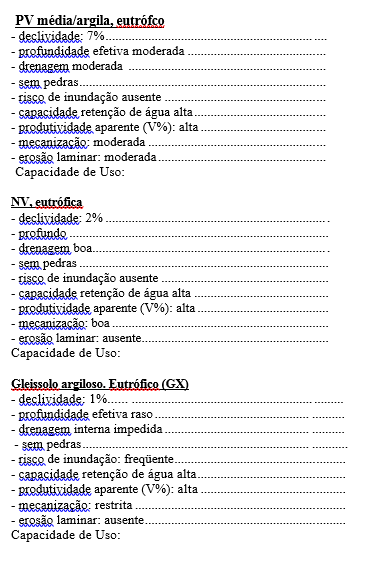 PV média/argila, eutrófco
- declividade: 7%..........................................................
- profundidade efetiva moderada ....................................
- drenagem moderada ....................................................
- sem pedras.................................................................
- risco de inundação ausente ..........................................
- capacidade retenção de água alta..................................
- produtividade aparente (V%): alta ................................
- mecanização: moderada ..............................................
- erosão laminar: moderada............................................
Capacidade de Uso:
NV, eutrófica
- declividade: 2% ..........................................................
- profundo ....................................................................
- drenagem boa..............................................................
- sem pedras .................................................................
- risco de inundação ausente ..........................................
- capacidade retenção de água alta ..................................
- produtividade aparente (V%): alta ................................
- mecanização: boa ........................................................
- erosão laminar: ausente................................................
Capacidade de Uso:
Gleissolo argiloso. Eutrófico (GX)
- declividade: 1%...... ....................................................
- profundidade efetiva raso ............................................
- drenagem interna impedida ..........................................
- sem pedras..................................................................
- risco de inundação: freqüente.......................................
- capacidade retenção de água alta..................................
- produtividade aparente (V%): alta ................................
- mecanização: restrita ...................................................
- erosão laminar: ausente................................................
Capacidade de Uso: